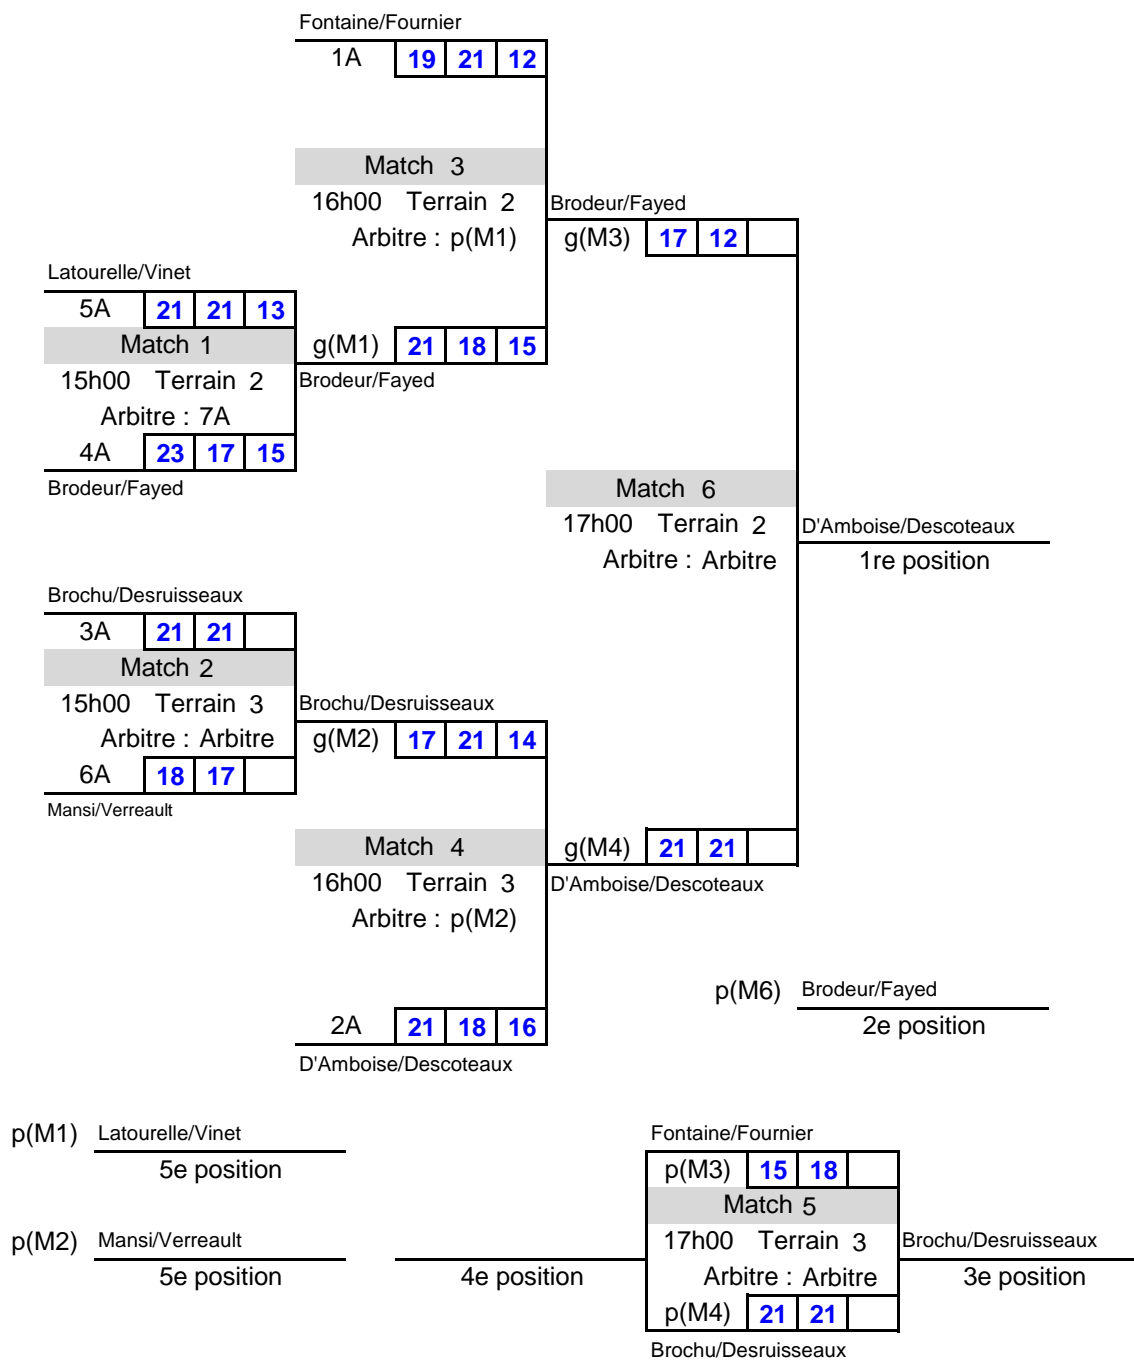 Fontaine/Fournier
1A 19 21 12
Match 3
16h00 Terrain 2
Arbitre : p(M1)
Brodeur/Fayed
g(M3) 17 12
Latourelle/Vinet
5A 21 21 13
Match 1
15h00 Terrain 2
Arbitre : 7A
4A 23 17 15
Brodeur/Fayed
g(M1) 21 18 15
Brodeur/Fayed
Match 6
17h00 Terrain 2
Arbitre : Arbitre
D'Amboise/Descoteaux
1re position
Brochu/Desruisseaux
3A 21 21
Match 2
15h00 Terrain 3
Arbitre : Arbitre
6A 18 17
Mansi/Verreault
Brochu/Desruisseaux
g(M2) 17 21 14
Match 4
16h00 Terrain 3
Arbitre : p(M2)
g(M4) 21 21
D'Amboise/Descoteaux
2A 21 18 16
D'Amboise/Descoteaux
p(M6) Brodeur/Fayed
2e position
p(M1) Latourelle/Vinet
5e position
p(M2) Mansi/Verreault
5e position
4e position
Fontaine/Fournier
p(M3) 15 18
Match 5
17h00 Terrain 3
Arbitre : Arbitre
p(M4) 21 21
Brochu/Desruisseaux
Brochu/Desruisseaux
3e position